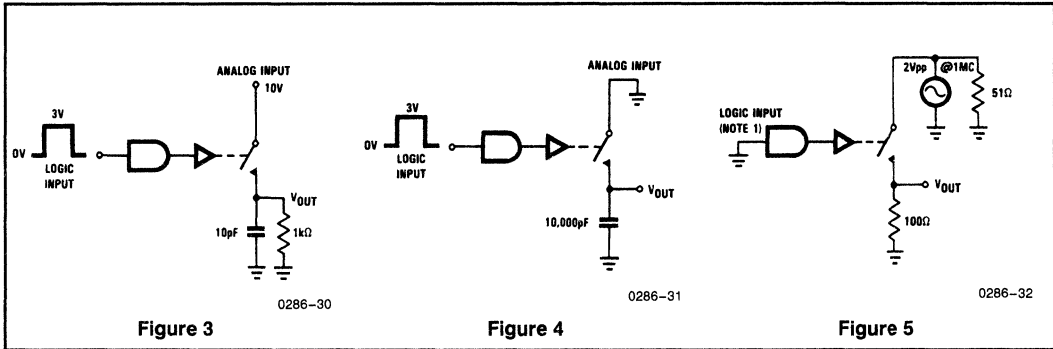 ANALOG INPUT
10V
3V
0V
LOGIC
INPUT
VOUT
10pF
1kΩ
0286-30
Figure 3
ANALOG INPUT
3V
0V
LOGIC
INPUT
VOUT
10,000pF
0286-31
Figure 4
2Vpp @1MC
51Ω
LOGIC INPUT
(NOTE 1)
VOUT
100Ω
0286-32
Figure 5